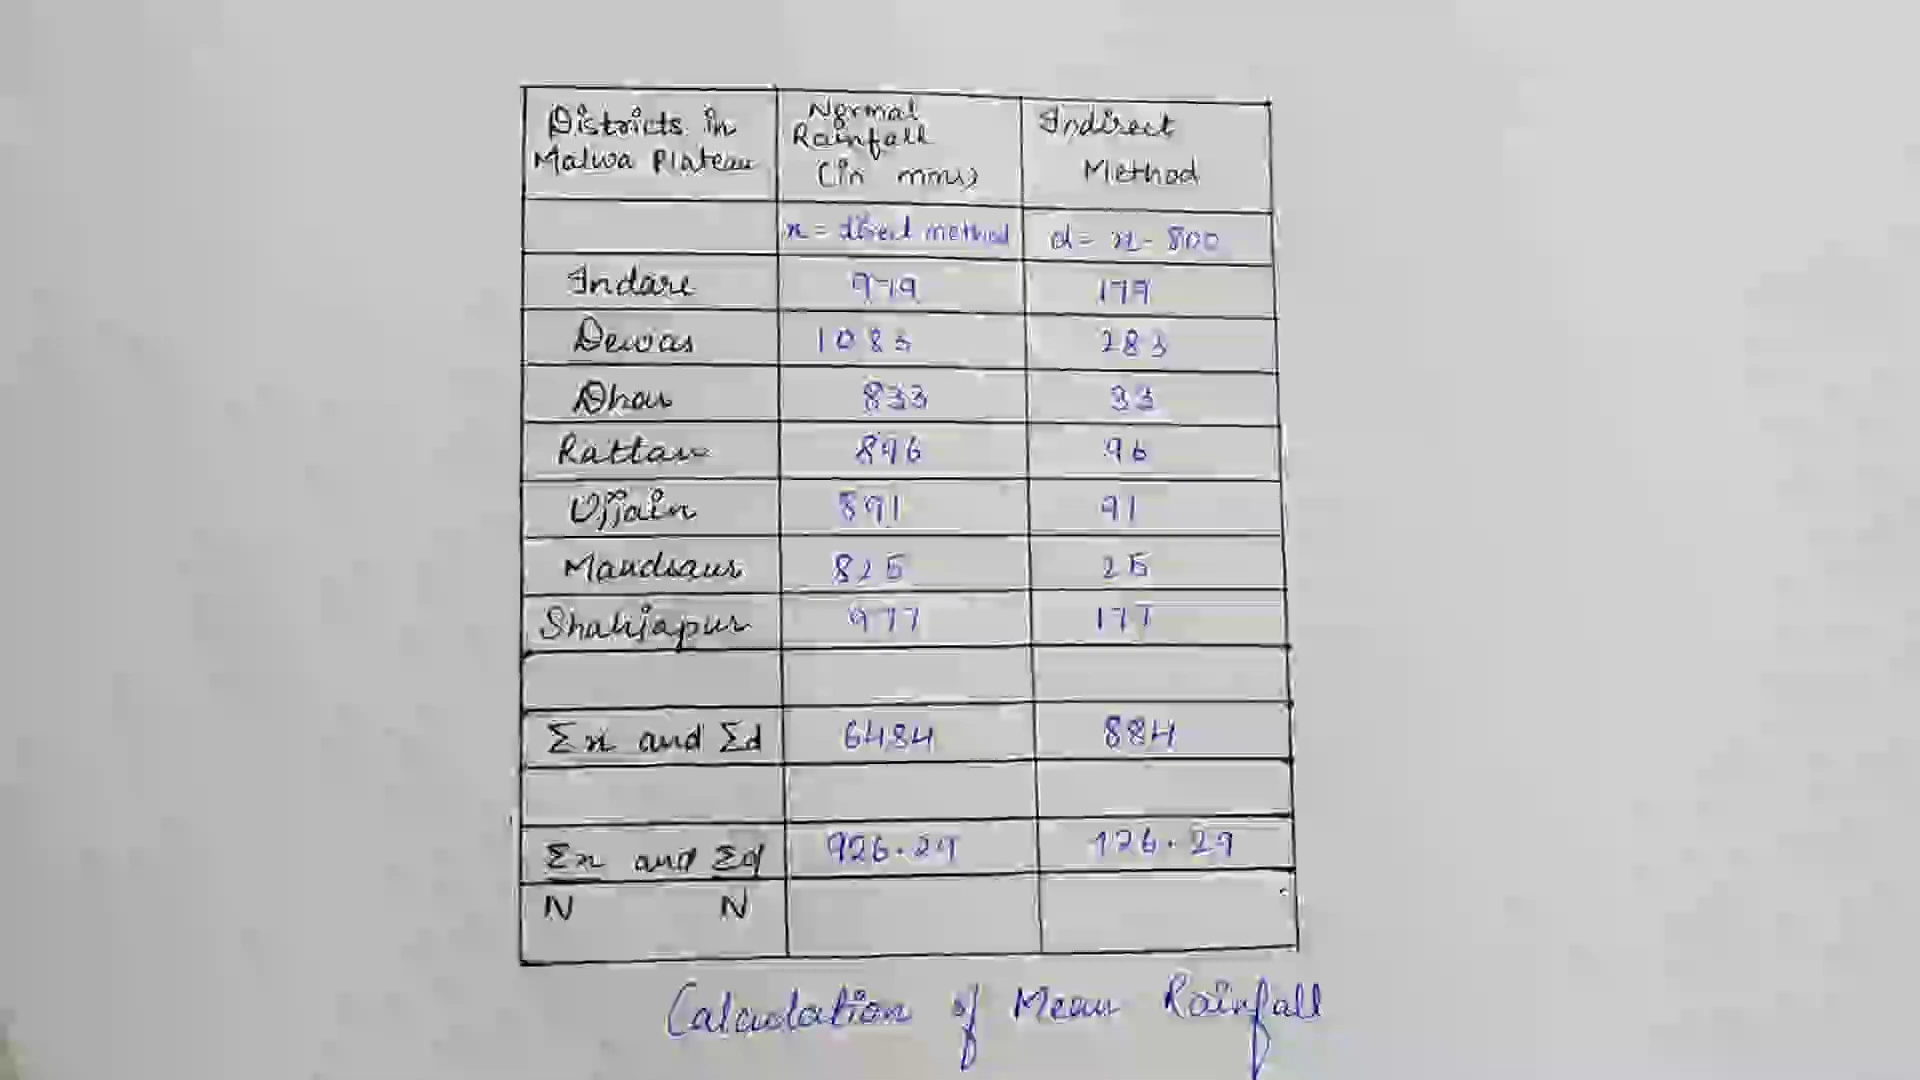 Districts in Malwa Plateau | Normal Rainfall (in mms) | Indirect Method
x = direct method | d = x - 800
Indore | 979 | 179
Dewas | 1083 | 283
Dhar | 833 | 33
Ratlam | 896 | 96
Ujjain | 891 | 91
Mandsaur | 825 | 25
Shahjapur | 977 | 177
Σx and Σd | 6484 | 884
Σx and Σd | 926.29 | 126.29
N N
Calculation of Mean Rainfall